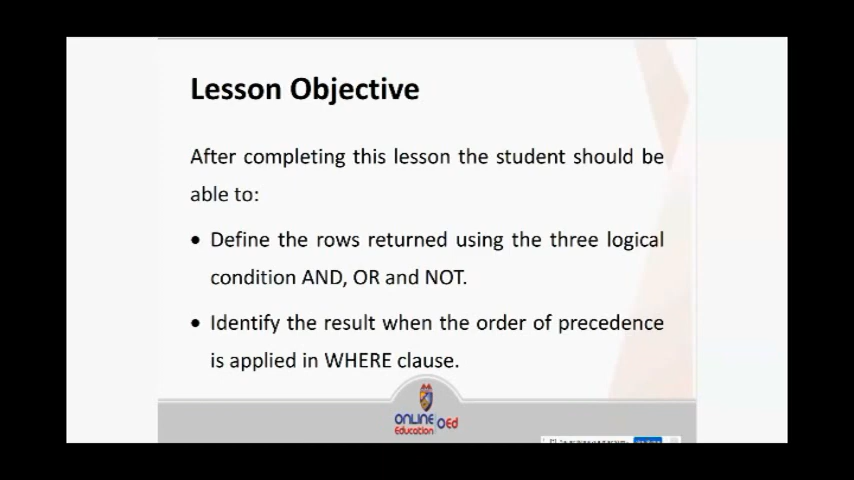 Lesson Objective
After completing this lesson the student should be
able to:
• Define the rows returned using the three logical
condition AND, OR and NOT.
• Identify the result when the order of precedence
is applied in WHERE clause.
ONLINE
Education
OEd